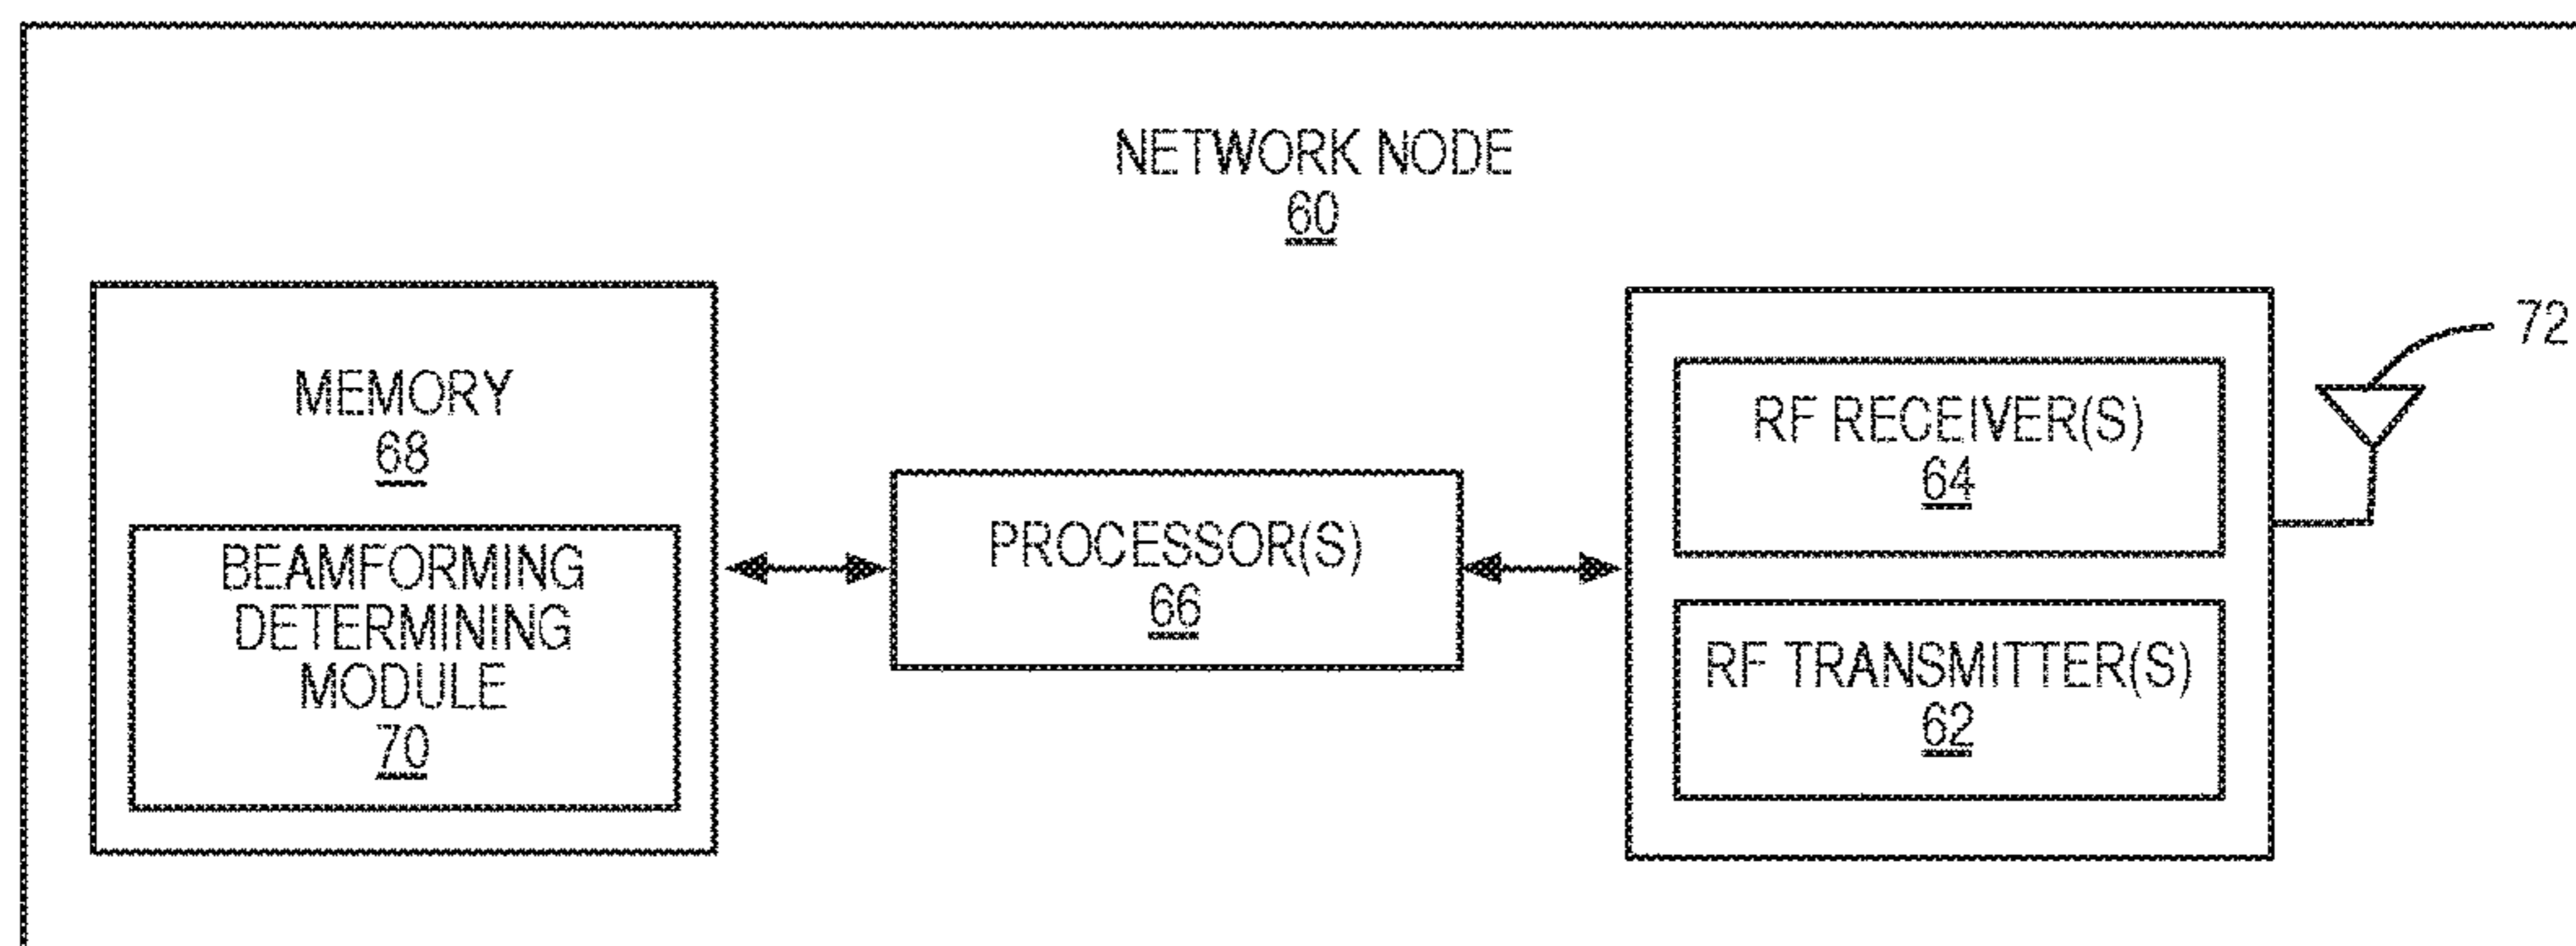 NETWORK NODE
60
MEMORY
68
BEAMFORMING
DETERMINING
MODULE
70
PROCESSOR(S)
66
RF RECEIVER(S)
64
RF TRANSMITTER(S)
62
72